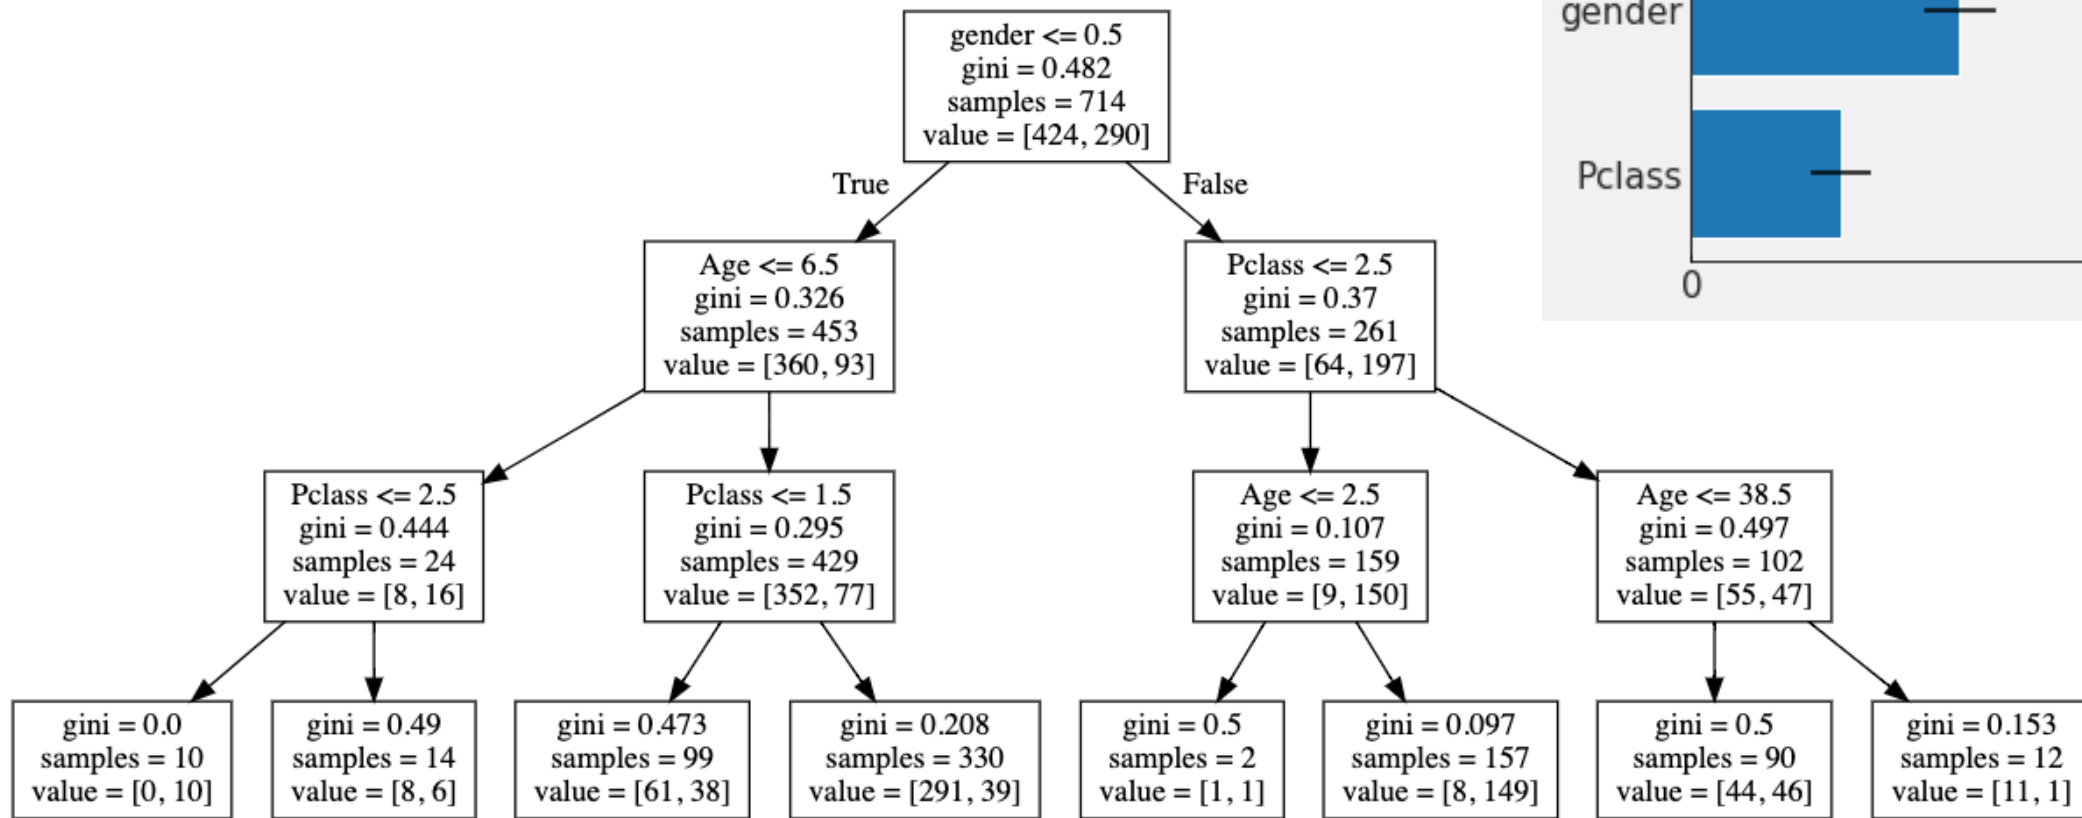 gender <= 0.5
gini = 0.482
samples = 714
value = [424, 290]
True
False
Age <= 6.5
gini = 0.326
samples = 453
value = [360, 93]
Pclass <= 2.5
gini = 0.37
samples = 261
value = [64, 197]
Pclass <= 2.5
gini = 0.444
samples = 24
value = [8, 16]
Pclass <= 1.5
gini = 0.295
samples = 429
value = [352, 77]
Age <= 2.5
gini = 0.107
samples = 159
value = [9, 150]
Age <= 38.5
gini = 0.497
samples = 102
value = [55, 47]
gini = 0.0
samples = 10
value = [0, 10]
gini = 0.49
samples = 14
value = [8, 6]
gini = 0.473
samples = 99
value = [61, 38]
gini = 0.208
samples = 330
value = [291, 39]
gini = 0.5
samples = 2
value = [1, 1]
gini = 0.097
samples = 157
value = [8, 149]
gini = 0.5
samples = 90
value = [44, 46]
gini = 0.153
samples = 12
value = [11, 1]
gender
Pclass
0